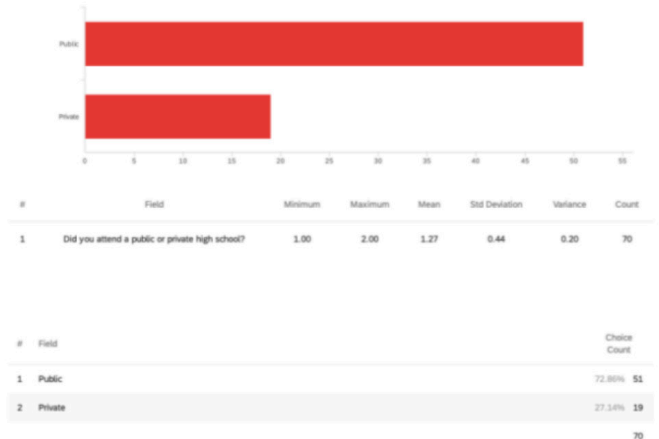 Public
Private
0 5 10 15 20 25 30 35 40 45 50 55
# Field Minimum Maximum Mean Std Deviation Variance Count
1 Did you attend a public or private high school? 1.00 2.00 1.27 0.44 0.20 70
# Field Choice Count
1 Public 72.86% 51
2 Private 27.14% 19
70